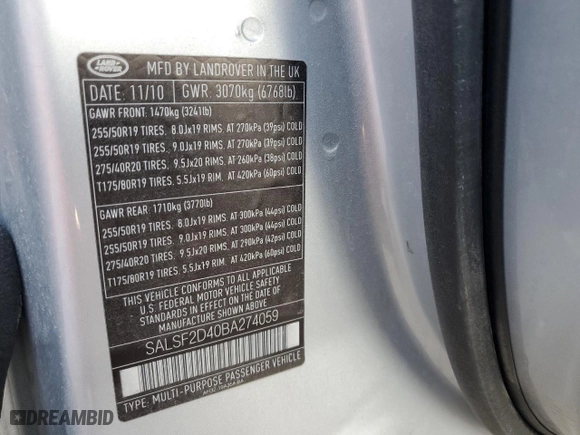 LAND ROVER
MFD BY LANDROVER IN THE UK
DATE: 11/10 GWR: 3070kg (6768lb)
GAWR FRONT: 1470kg (3241lb)
255/50R19 TIRES, 8.0Jx19 RIMS, AT 270kPa (39psi) COLD
255/50R19 TIRES, 9.0Jx19 RIMS, AT 270kPa (39psi) COLD
275/40R20 TIRES, 9.5Jx20 RIMS, AT 260kPa (38psi) COLD
T175/80R19 TIRES, 5.5Jx19 RIM, AT 420kPa (60psi) COLD
GAWR REAR: 1710kg (3770lb)
255/50R19 TIRES, 8.0Jx19 RIMS, AT 300kPa (44psi) COLD
255/50R19 TIRES, 9.0Jx19 RIMS, AT 300kPa (44psi) COLD
275/40R20 TIRES, 9.5Jx20 RIMS, AT 290kPa (42psi) COLD
T175/80R19 TIRES, 5.5Jx19 RIM, AT 420kPa (60psi) COLD
THIS VEHICLE CONFORMS TO ALL APPLICABLE
U.S. FEDERAL MOTOR VEHICLE SAFETY
STANDARDS IN EFFECT ON THE DATE OF
MANUFACTURE SHOWN ABOVE.
SALSF2D40BA274059
TYPE: MULTI-PURPOSE PASSENGER VEHICLE
DREAMBID